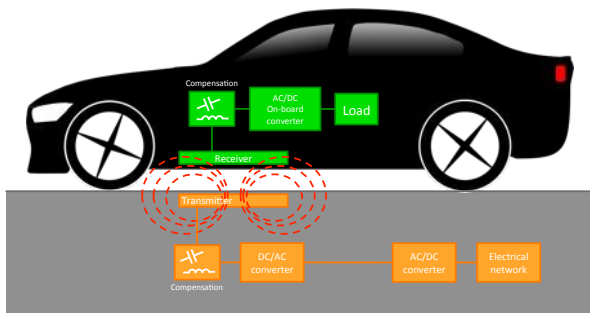 Compensation
AC/DC
On-board
converter
Load
Receiver
Transmitter
DC/AC
converter
AC/DC
converter
Electrical
network
Compensation